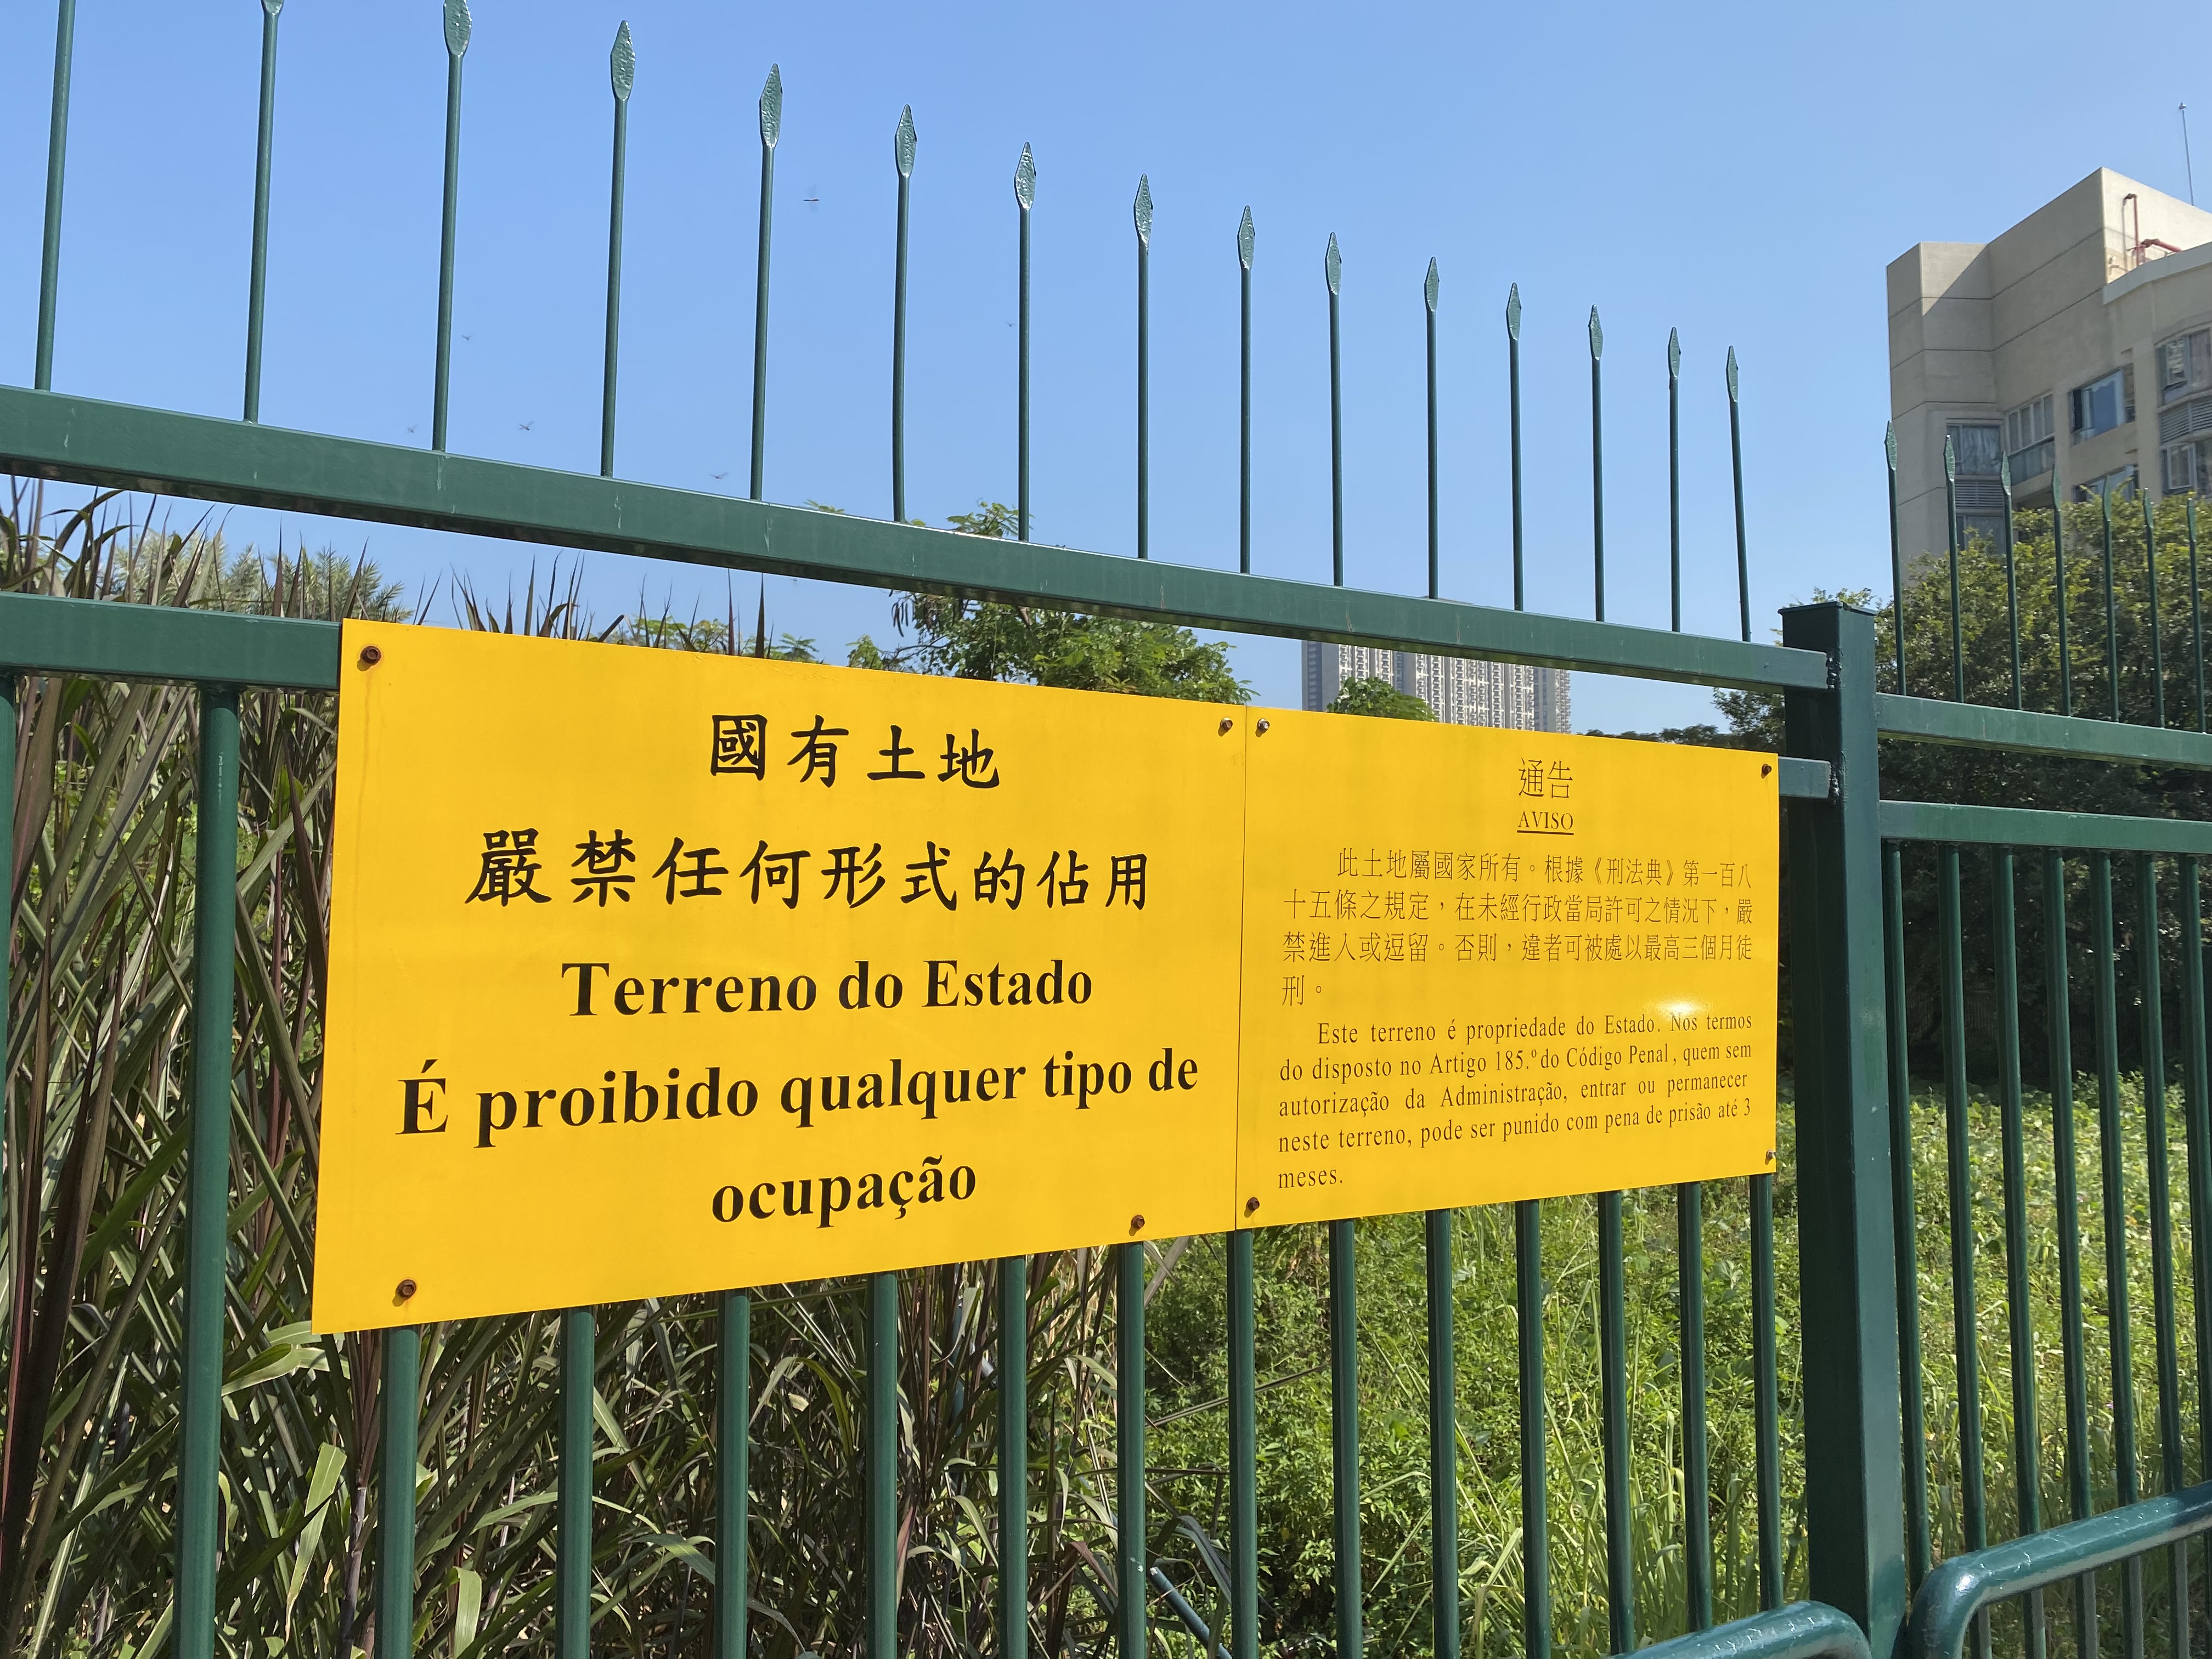 國有土地
嚴禁任何形式的佔用
Terreno do Estado
É proibido qualquer tipo de
ocupação
通告
AVISO
此土地屬國家所有。根據《刑法典》第一百八
十五條之規定，在未經行政當局許可之情況下，嚴
禁進入或逗留。否則，違者可被處以最高三個月徒
刑。
Este terreno é propriedade do Estado. Nos termos
do disposto no Artigo 185.º do Código Penal, quem sem
autorização da Administração, entrar ou permanecer
neste terreno, pode ser punido com pena de prisão até 3
meses.